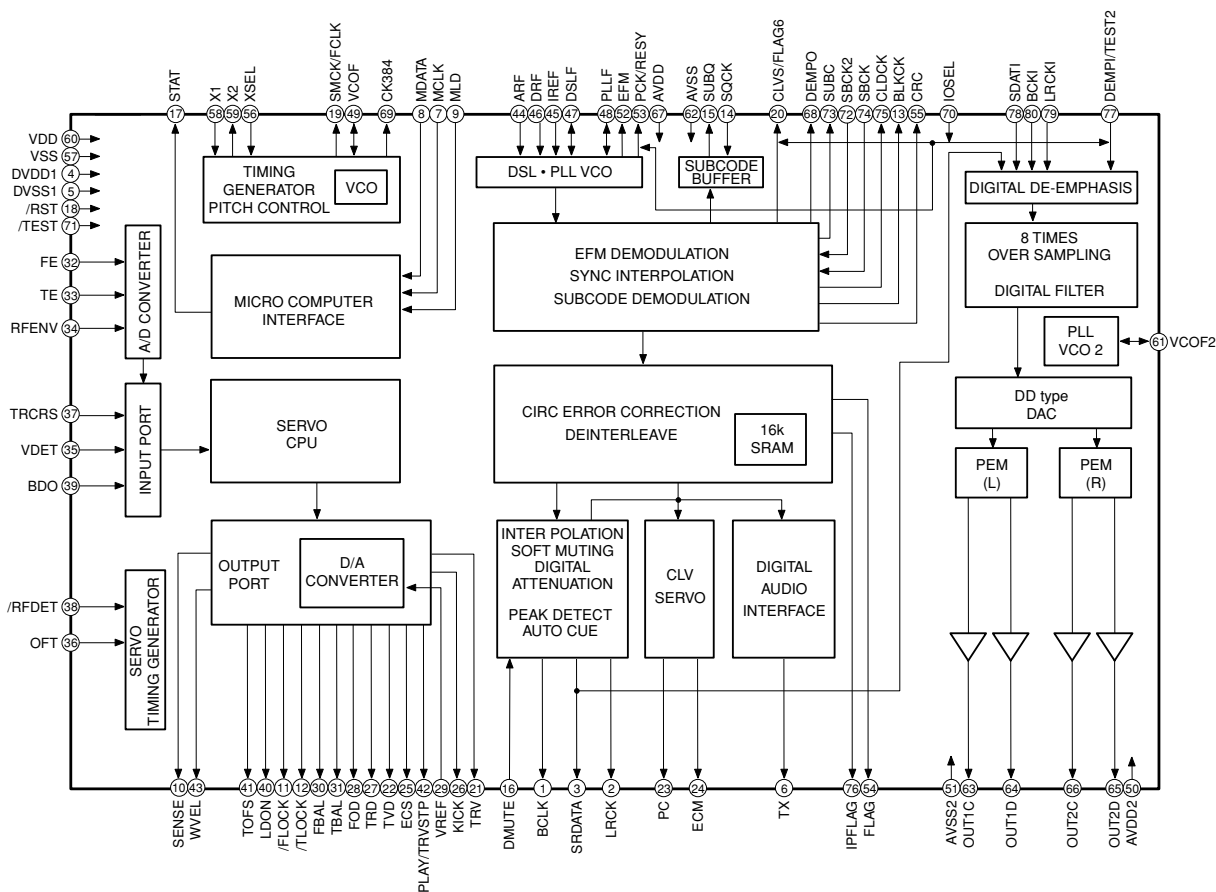 STAT
X1
X2
XSEL
SMCK/FCLK
VCOF
CK384
MDATA
MCLK
MLD
ARF
DRF
IREF
DSLF
PLLF
EFM
PCK/RESY
AVDD
AVSS
SUBQ
SQCK
CLVS/FLAG6
DEMPO
SUBC
SBCK2
SBCK
CLDCK
BLKCK
CRC
IOSEL
SDATI
BCKI
LRCKI
DEMPI/TEST2
17
58
59
56
19
49
69
8
7
9
44
46
45
47
48
52
53
67
62
15
14
20
68
73
72
74
75
13
55
70
78
80
79
77
VDD 60
VSS 57
DVDD1 4
DVSS1 5
/RST 18
/TEST 71
FE 32
TE 33
RFENV 34
TRCRS 37
VDET 35
BDO 39
/RFDET 38
OFT 36
A/D CONVERTER
INPUT PORT
SERVO
TIMING GENERATOR
TIMING
GENERATOR
PITCH CONTROL
VCO
MICRO COMPUTER
INTERFACE
SERVO
CPU
OUTPUT
PORT
D/A
CONVERTER
DSL • PLL VCO
SUBCODE
BUFFER
EFM DEMODULATION
SYNC INTERPOLATION
SUBCODE DEMODULATION
CIRC ERROR CORRECTION
DEINTERLEAVE
16k
SRAM
INTER POLATION
SOFT MUTING
DIGITAL
ATTENUATION
PEAK DETECT
AUTO CUE
CLV
SERVO
DIGITAL
AUDIO
INTERFACE
DIGITAL DE-EMPHASIS
8 TIMES
OVER SAMPLING
DIGITAL FILTER
PLL
VCO 2
61 VCOF2
DD type
DAC
PEM
(L)
PEM
(R)
10
43
41
40
11
12
30
31
28
27
22
25
42
29
26
21
16
1
3
2
23
24
6
76
54
51
63
64
66
65
50
SENSE
WVEL
TOFS
LDON
/FLOCK
/TLOCK
FBAL
TBAL
FOD
TRD
TVD
ECS
PLAY/TRVSTP
VREF
KICK
TRV
DMUTE
BCLK
SRDATA
LRCK
PC
ECM
TX
IPFLAG
FLAG
AVSS2
OUT1C
OUT1D
OUT2C
OUT2D
AVDD2